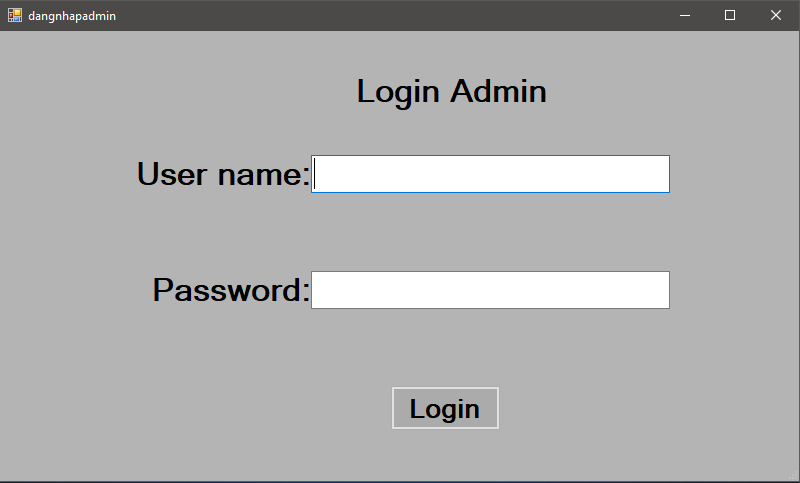 dangnhapadmin
Login Admin
User name:
Password:
Login